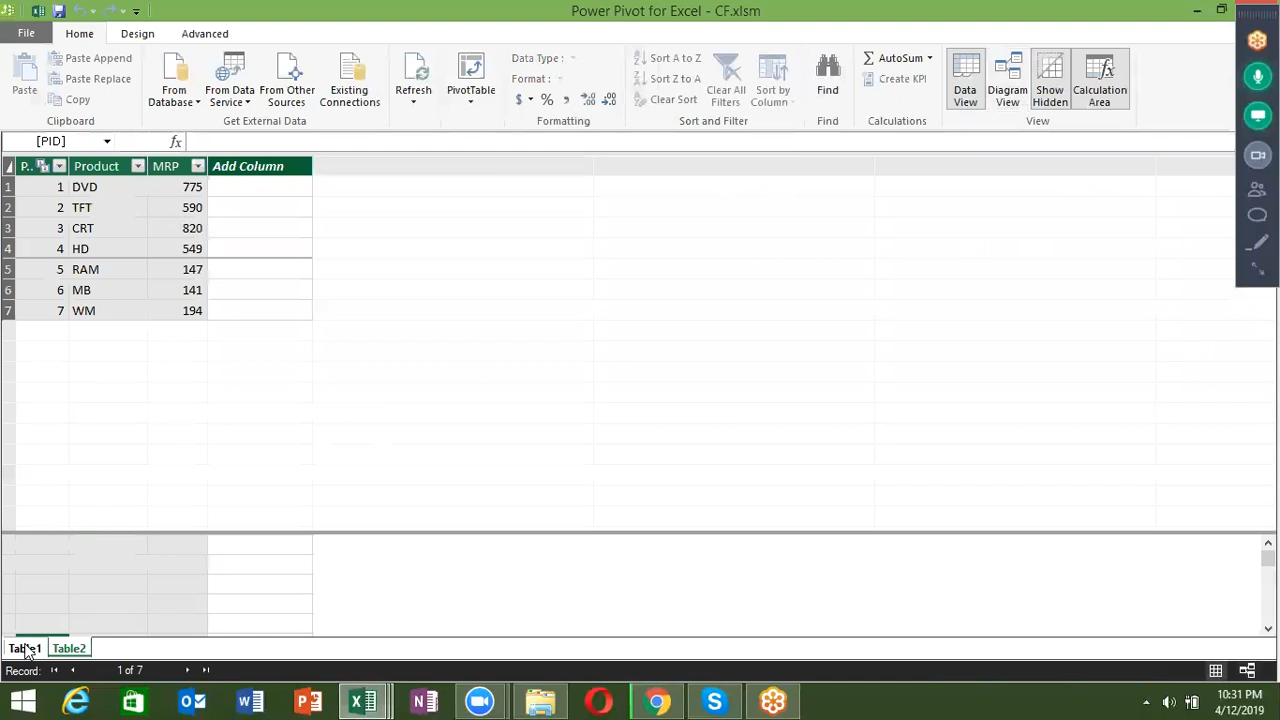 Power Pivot for Excel - CF.xlsm
File Home Design Advanced
Paste
Paste Append
Paste Replace
Copy
Clipboard
From Database
From Data Service
From Other Sources
Existing Connections
Get External Data
Refresh
PivotTable
Data Type :
Format :
$ % ,
Formatting
Sort A to Z
Sort Z to A
Clear Sort
Clear All Filters
Sort by Column
Sort and Filter
Find
Find
AutoSum
Create KPI
Calculations
Data View
Diagram View
Show Hidden
Calculation Area
View
[PID] fx
P.. Product MRP Add Column
1 1 DVD 775
2 2 TFT 590
3 3 CRT 820
4 4 HD 549
5 5 RAM 147
6 6 MB 141
7 7 WM 194
Table1 Table2
Record: 1 of 7
10:31 PM
4/12/2019